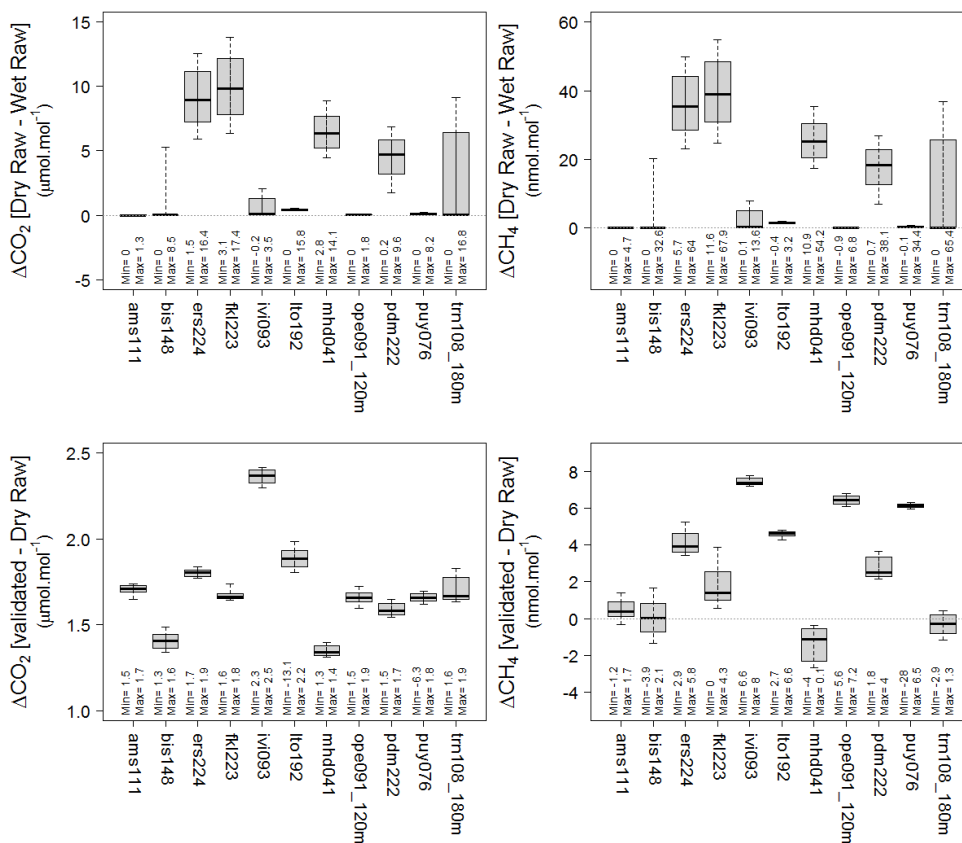 ΔCO₂ [Dry Raw - Wet Raw]
(μmol.mol⁻¹)
15
10
5
0
-5
Min=0
Max=1.3
Min=0
Max=8.5
Min=1.5
Max=16.4
Min=3.1
Max=17.4
Min=-0.2
Max=3.5
Min=0
Max=15.8
Min=2.8
Max=14.1
Min=0
Max=1.8
Min=0.2
Max=9.6
Min=0
Max=8.2
Min=0
Max=16.8
ams111
bis148
ers224
fkl223
ivi093
lto192
mhd041
ope091_120m
pdm222
puy076
trn108_180m
ΔCH₄ [Dry Raw - Wet Raw]
(nmol.mol⁻¹)
60
40
20
0
Min=0
Max=4.7
Min=0
Max=32.6
Min=5.7
Max=64
Min=11.6
Max=67.9
Min=0.1
Max=13.6
Min=-0.4
Max=3.2
Min=10.9
Max=54.2
Min=-0.9
Max=6.8
Min=0.7
Max=38.1
Min=-0.1
Max=34.4
Min=0
Max=65.4
ams111
bis148
ers224
fkl223
ivi093
lto192
mhd041
ope091_120m
pdm222
puy076
trn108_180m
ΔCO₂ [validated - Dry Raw]
(μmol.mol⁻¹)
2.5
2.0
1.5
1.0
Min=1.5
Max=1.7
Min=1.3
Max=1.6
Min=1.7
Max=1.9
Min=1.6
Max=1.8
Min=2.3
Max=2.5
Min=-13.1
Max=2.2
Min=1.3
Max=1.4
Min=1.5
Max=1.9
Min=1.5
Max=1.7
Min=-6.3
Max=1.8
Min=1.6
Max=1.9
ams111
bis148
ers224
fkl223
ivi093
lto192
mhd041
ope091_120m
pdm222
puy076
trn108_180m
ΔCH₄ [validated - Dry Raw]
(nmol.mol⁻¹)
8
6
4
2
0
-2
-4
Min=-1.2
Max=1.7
Min=-3.9
Max=2.1
Min=2.9
Max=5.8
Min=0
Max=4.3
Min=6.6
Max=8
Min=-2.7
Max=6.6
Min=-4
Max=0.1
Min=5.5
Max=7.2
Min=1.8
Max=4
Min=-28
Max=6.5
Min=-2.9
Max=1.3
ams111
bis148
ers224
fkl223
ivi093
lto192
mhd041
ope091_120m
pdm222
puy076
trn108_180m